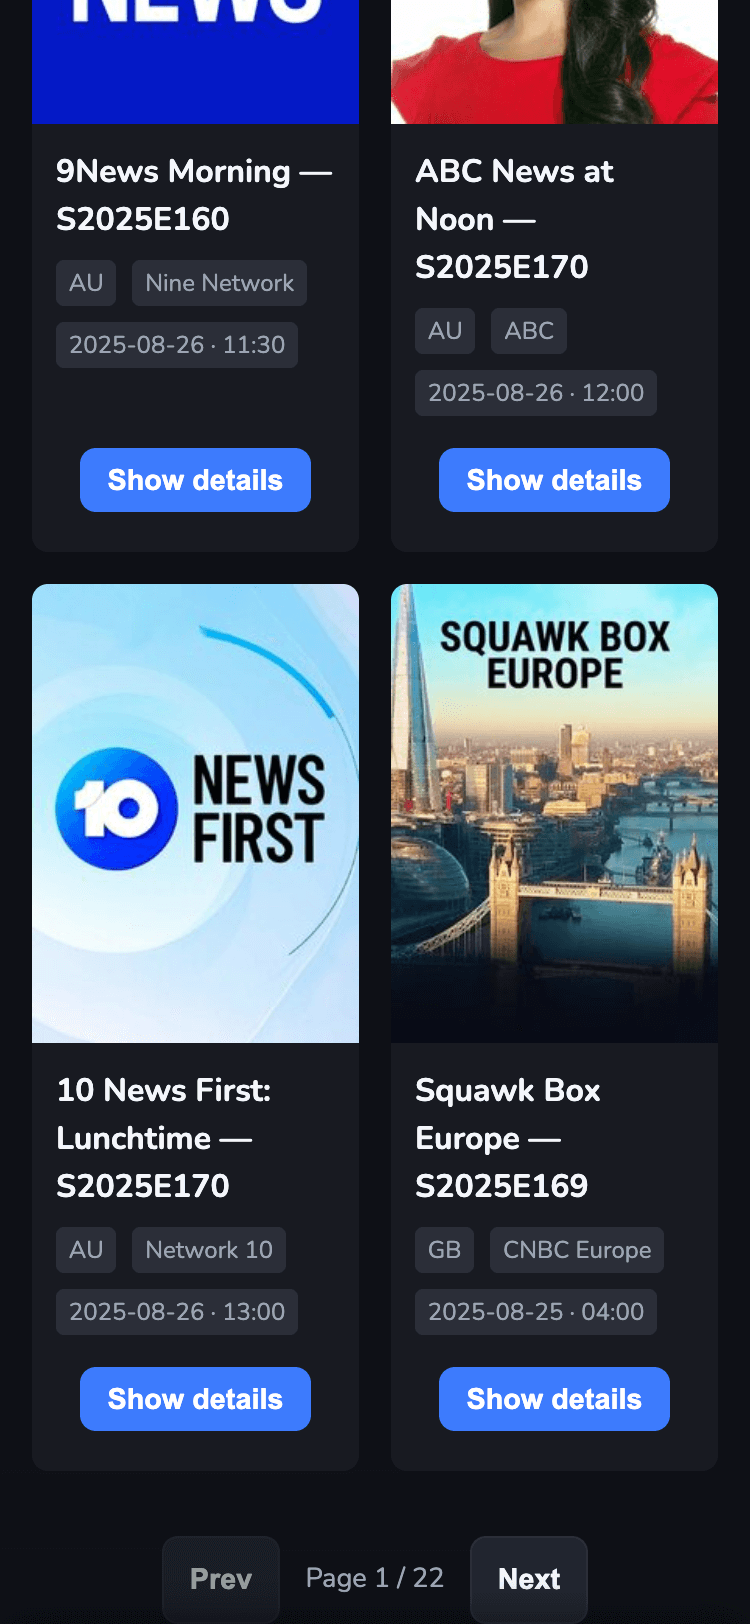 NEWS
9News Morning —
S2025E160
AU Nine Network
2025-08-26 · 11:30
Show details
ABC News at
Noon —
S2025E170
AU ABC
2025-08-26 · 12:00
Show details
10 NEWS
FIRST
10 News First:
Lunchtime —
S2025E170
AU Network 10
2025-08-26 · 13:00
Show details
SQUAWK BOX
EUROPE
Squawk Box
Europe —
S2025E169
GB CNBC Europe
2025-08-25 · 04:00
Show details
Prev Page 1 / 22 Next